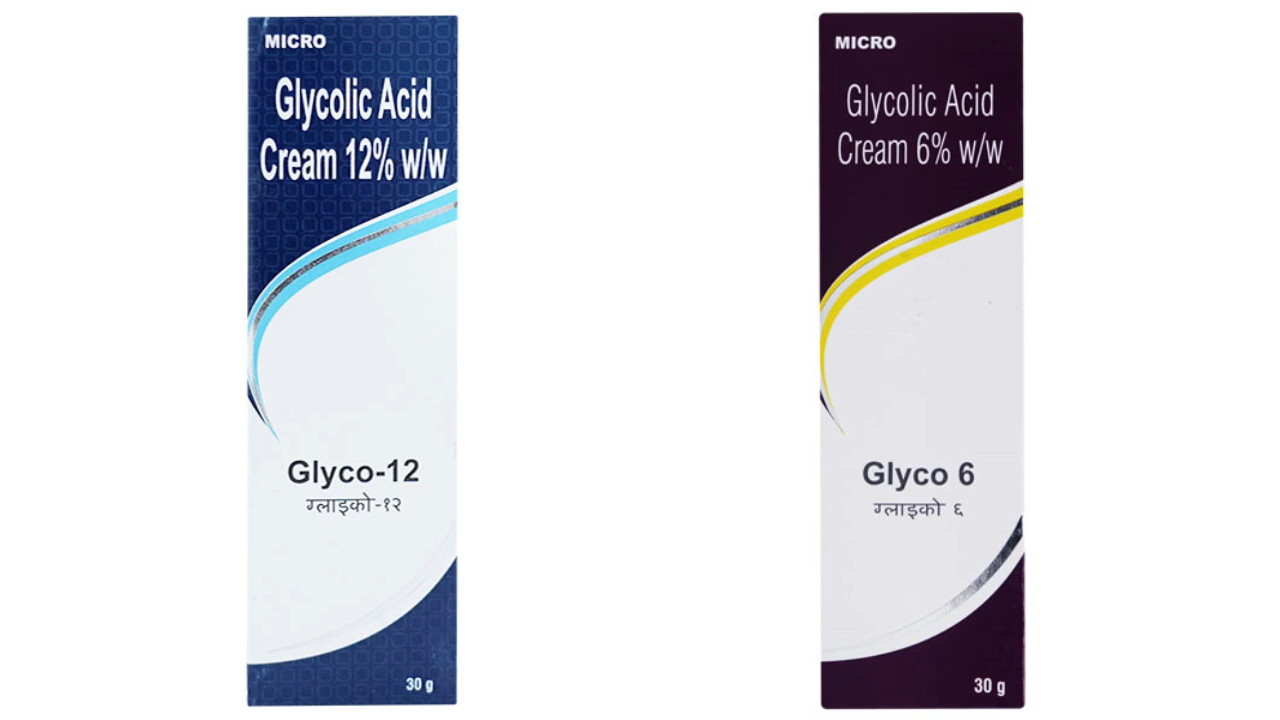 MICRO
Glycolic Acid
Cream 12% w/w
Glyco-12
ग्लाइको-१२
30 g
MICRO
Glycolic Acid
Cream 6% w/w
Glyco 6
ग्लाइको ६
30 g